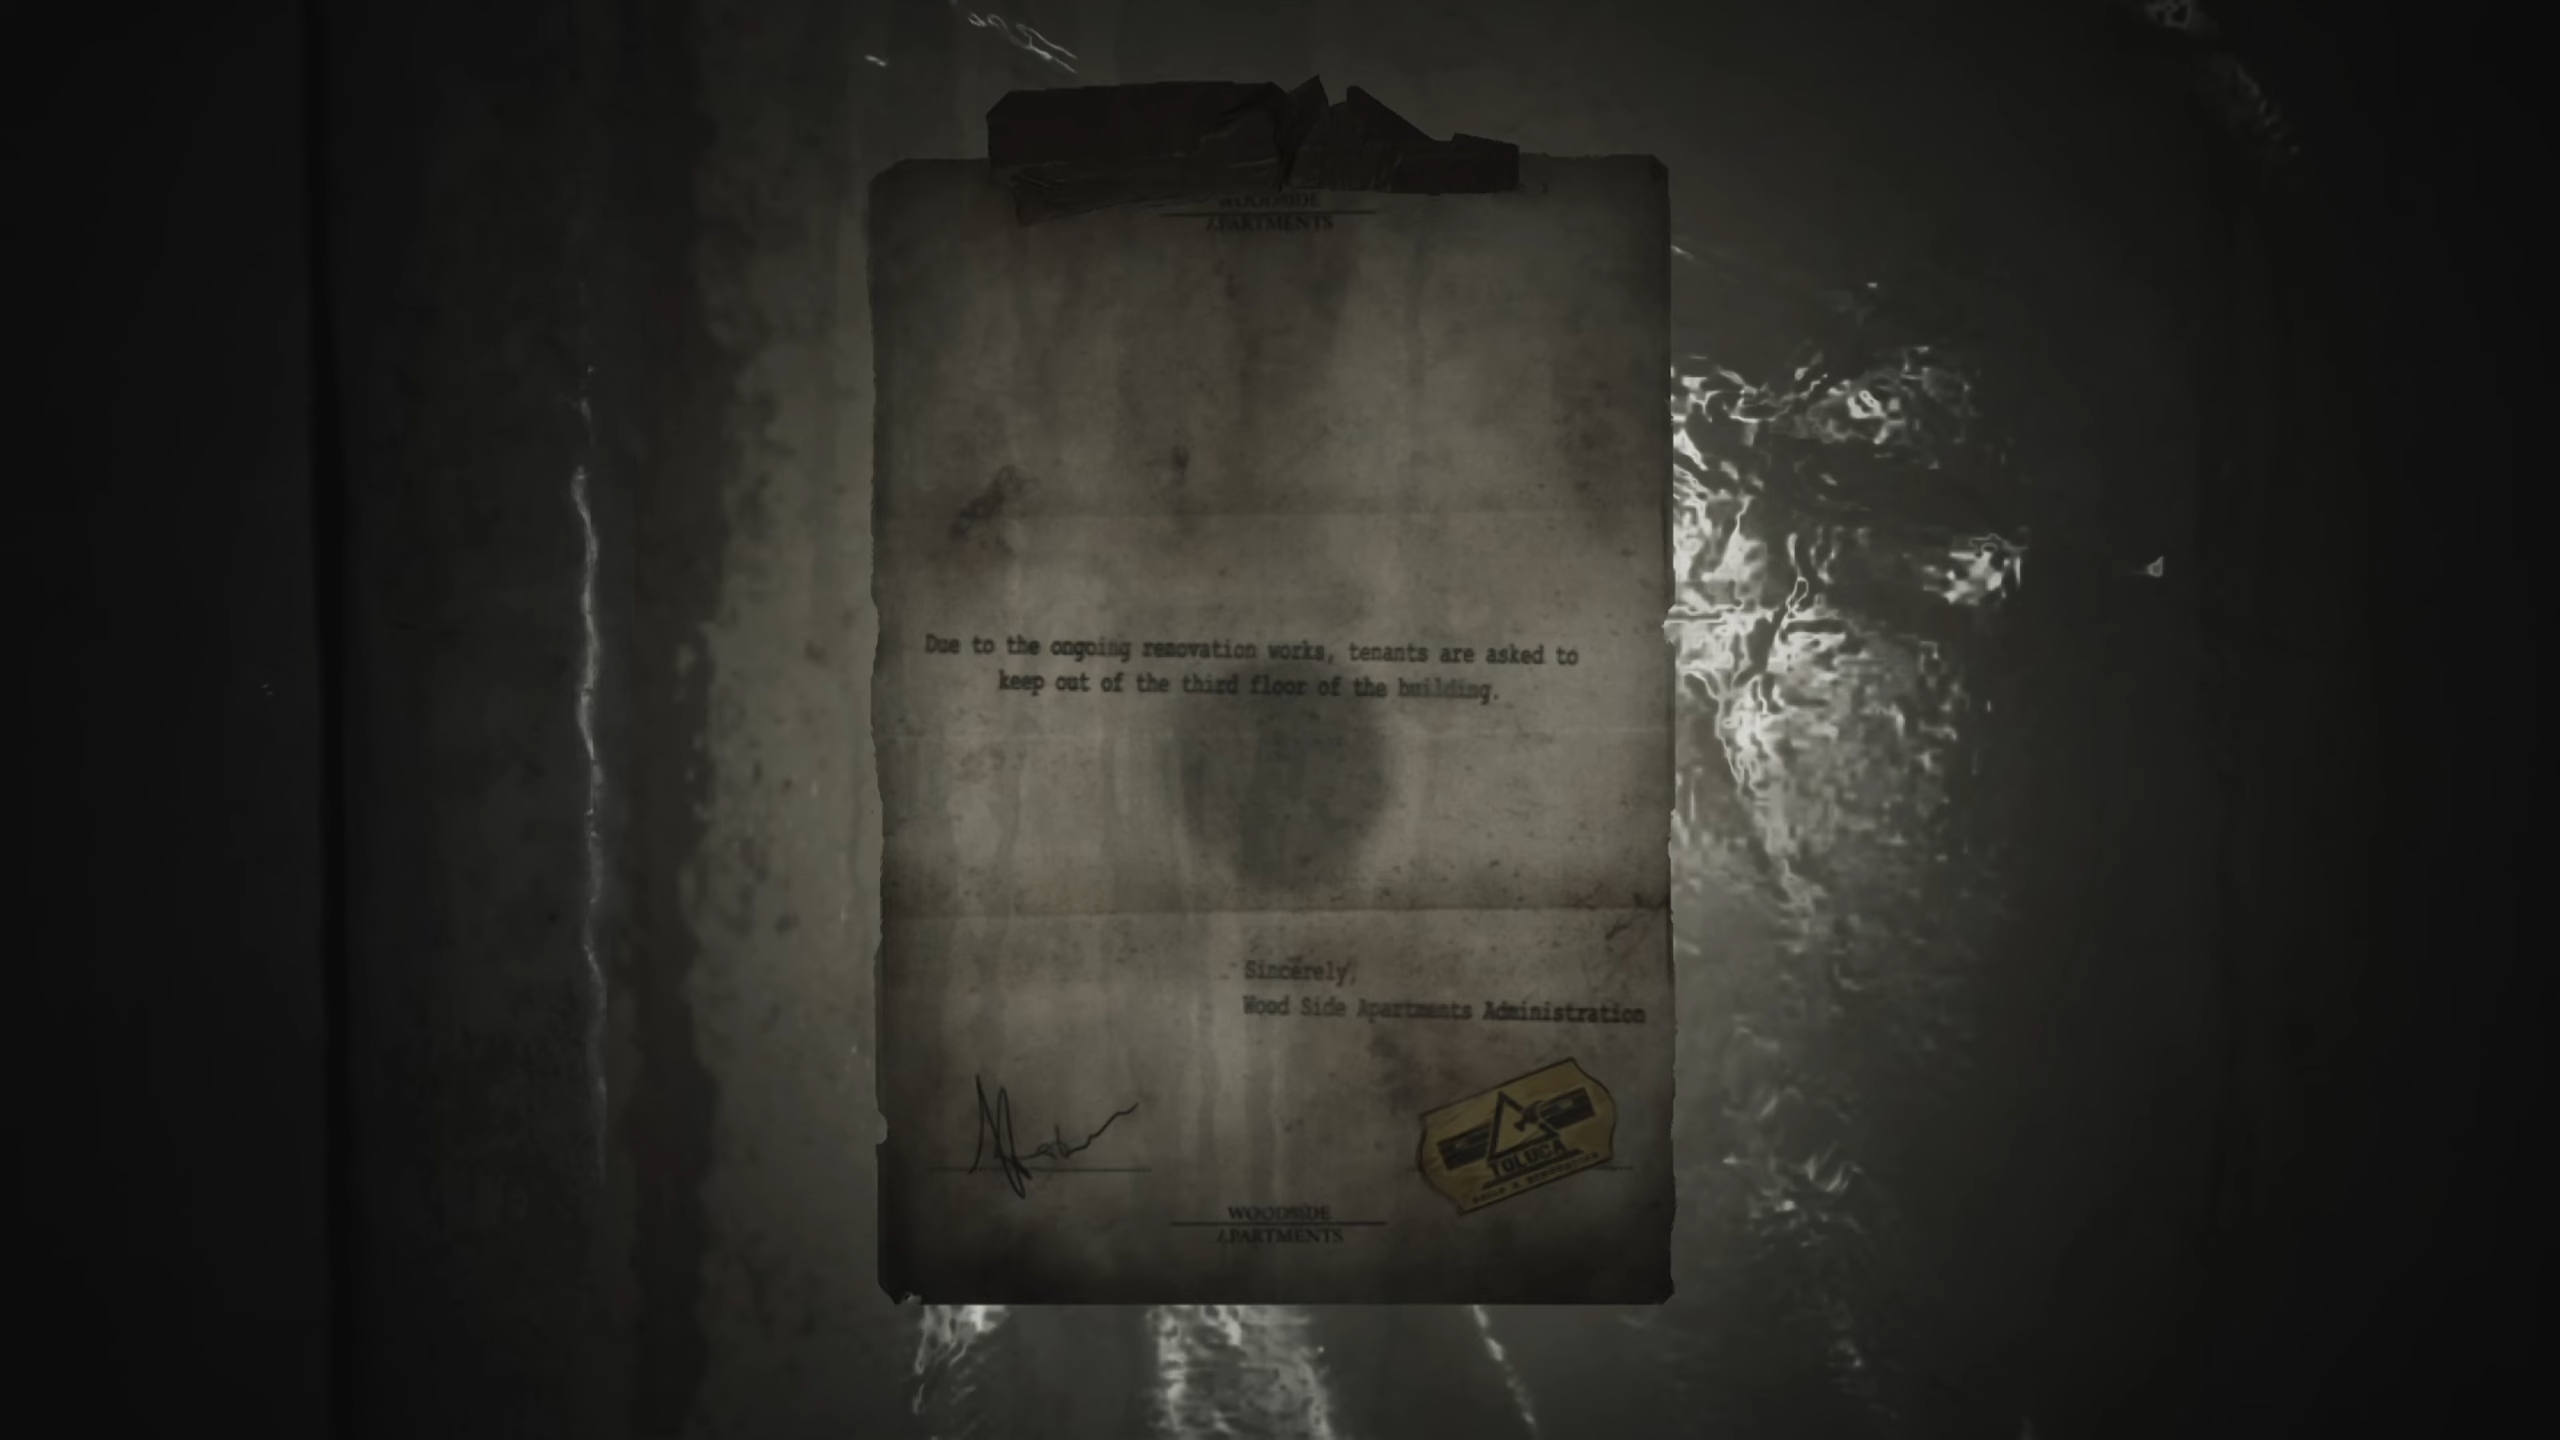 WOODSIDE
APARTMENTS
Due to the ongoing renovation works, tenants are asked to
keep out of the third floor of the building.
Sincerely,
Wood Side Apartments Administration
TOLUCA
WOODSIDE
APARTMENTS